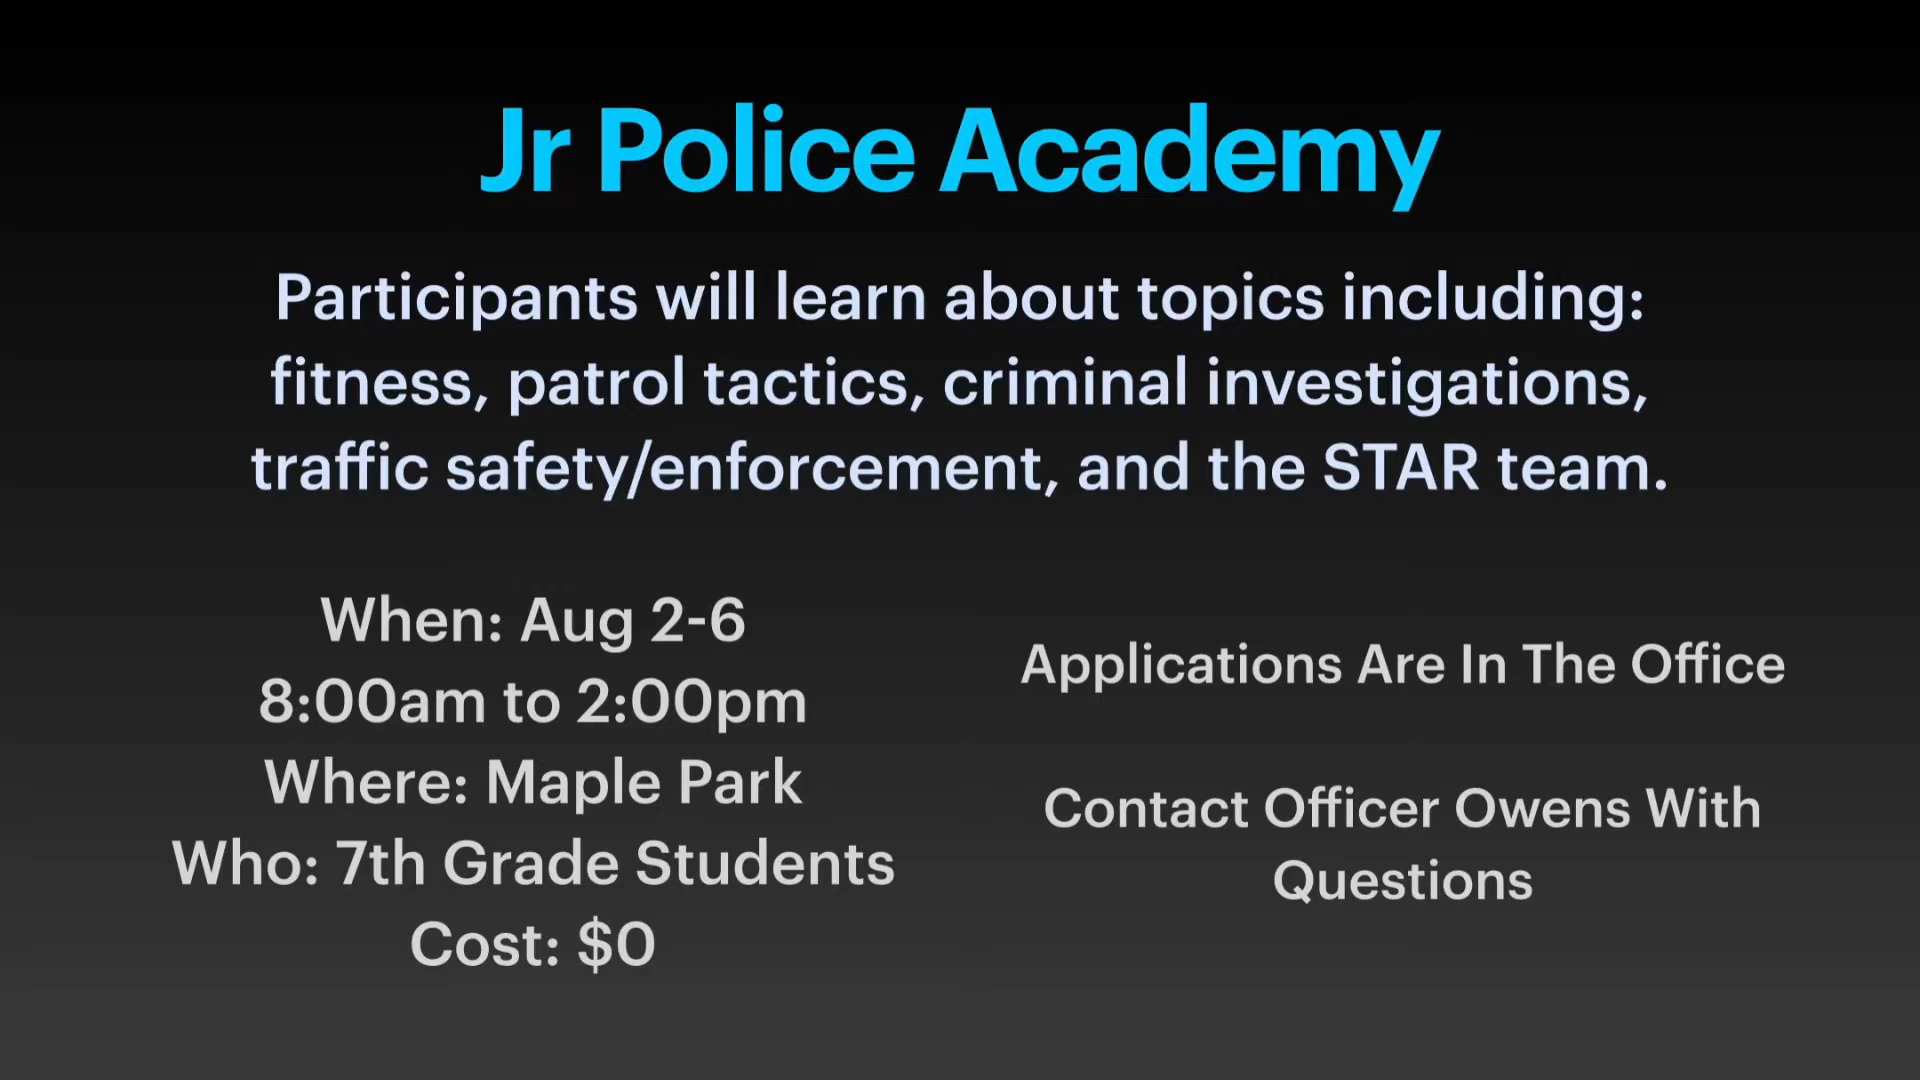 Jr Police Academy
Participants will learn about topics including:
fitness, patrol tactics, criminal investigations,
traffic safety/enforcement, and the STAR team.
When: Aug 2-6
8:00am to 2:00pm
Where: Maple Park
Who: 7th Grade Students
Cost: $0
Applications Are In The Office
Contact Officer Owens With
Questions